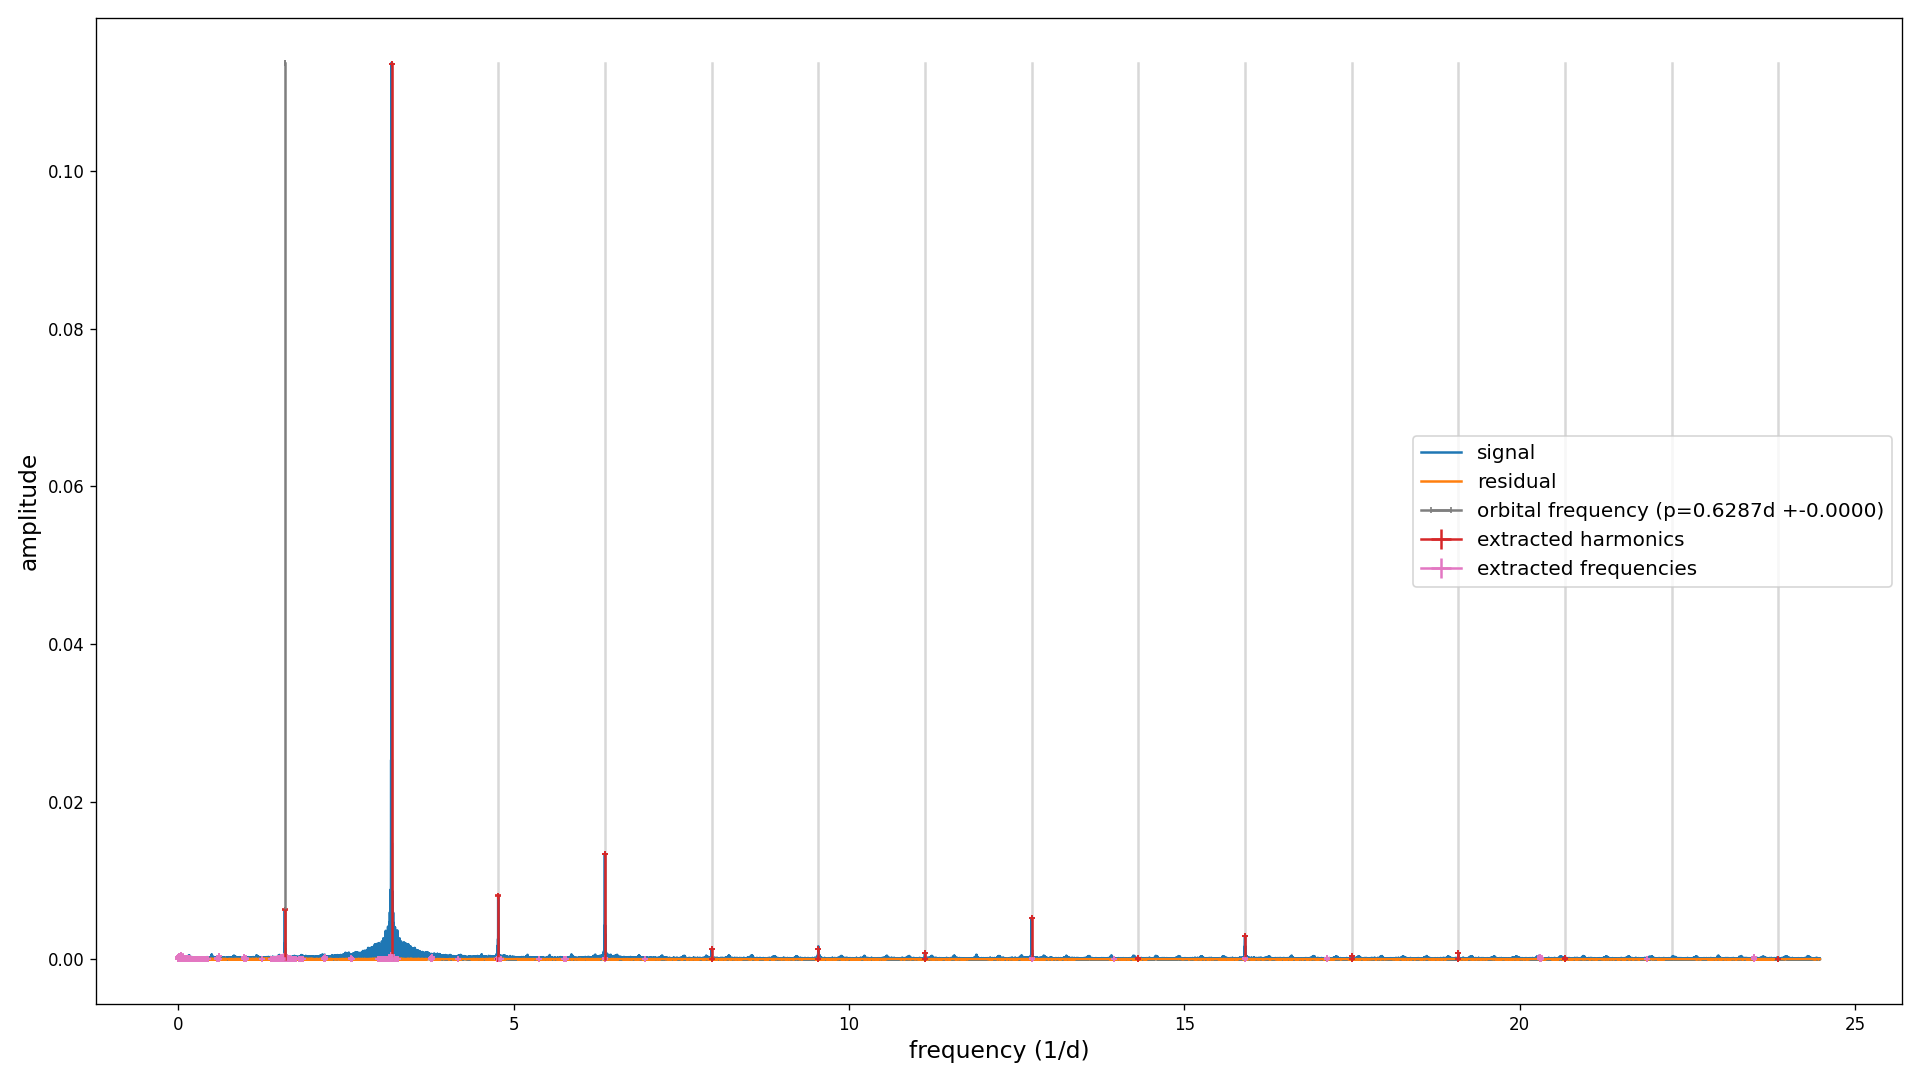 0.10
0.08
0.06
0.04
0.02
0.00
amplitude
signal
residual
orbital frequency (p=0.6287d +-0.0000)
extracted harmonics
extracted frequencies
0
5
10
15
20
25
frequency (1/d)